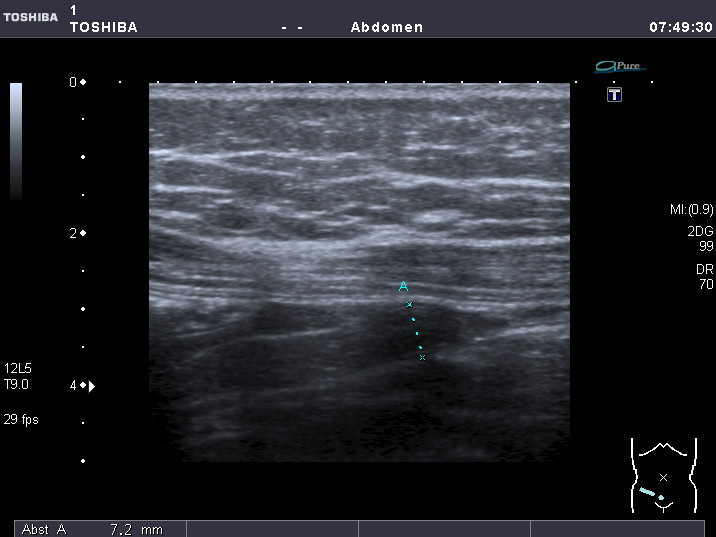 TOSHIBA
1
TOSHIBA - - Abdomen 07:49:30
0
Pure
T
MI:(0.9)
2
2DG
99
DR
70
A
12L5
T9.0
4
29 fps
Abst A 7.2 mm